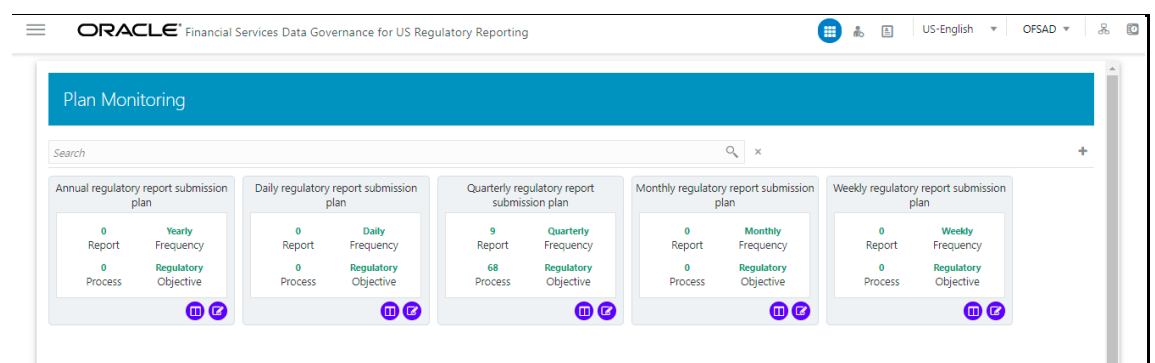 ORACLE® Financial Services Data Governance for US Regulatory Reporting
US-English
OFSAD
Plan Monitoring
Search
Annual regulatory report submission
plan
0 Yearly
Report Frequency
0 Regulatory
Process Objective
Daily regulatory report submission
plan
0 Daily
Report Frequency
0 Regulatory
Process Objective
Quarterly regulatory report
submission plan
9 Quarterly
Report Frequency
68 Regulatory
Process Objective
Monthly regulatory report submission
plan
0 Monthly
Report Frequency
0 Regulatory
Process Objective
Weekly regulatory report submission
plan
0 Weekly
Report Frequency
0 Regulatory
Process Objective